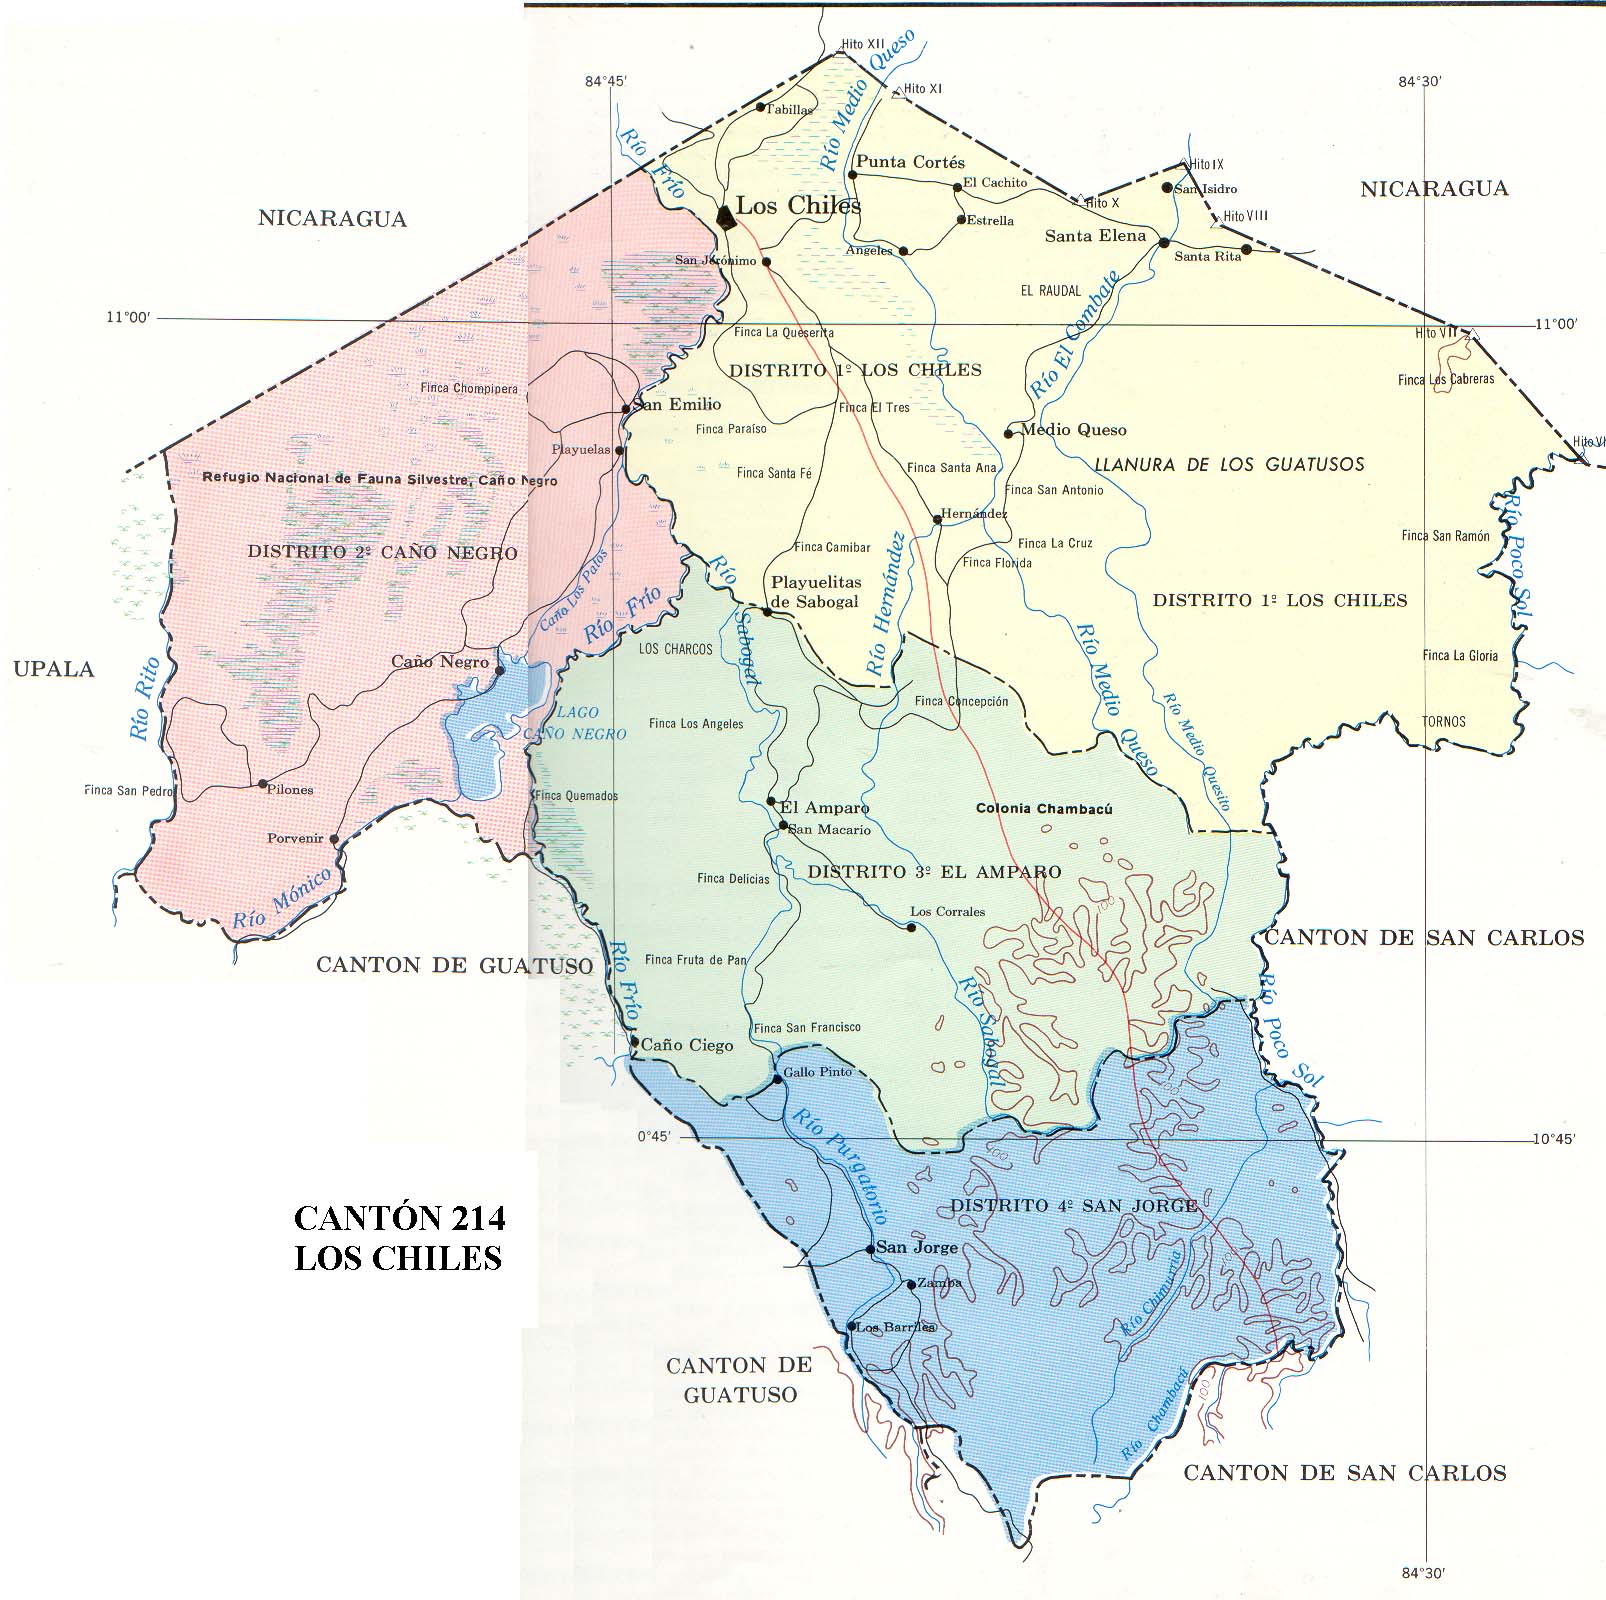 Hito XII
Río Medio Queso
84°45'
84°30'
Hito XI
Tabillas
Río Frío
Punta Cortés
El Cachito
Hito IX
San Isidro
NICARAGUA
NICARAGUA
Los Chiles
Hito X
Hito VIII
Estrella
Santa Elena
Angeles
San Jerónimo
Santa Rita
EL RAUDAL
Río El Combate
11°00'
11°00'
Finca La Queserita
Hito VII
DISTRITO 1º LOS CHILES
Finca Los Cabreras
Finca Chompipera
San Emilio
Finca El Tres
Finca Paraíso
Medio Queso
Hito VI
Playuelas
Finca Santa Fé
Finca Santa Ana
LLANURA DE LOS GUATUSOS
Refugio Nacional de Fauna Silvestre, Caño Negro
Finca San Antonio
Hernández
Río Poco Sol
DISTRITO 2º CAÑO NEGRO
Finca Camibar
Finca La Cruz
Finca San Ramón
Finca Florida
Río Hernández
Caño Los Patos
Río Frío
Río Sabogal
Playuelitas
de Sabogal
DISTRITO 1º LOS CHILES
LOS CHARCOS
Río Medio Queso
Finca La Gloria
UPALA
Caño Negro
Río Rito
Finca Concepción
Río Medio Quesito
LAGO
CAÑO NEGRO
Finca Los Angeles
TORNOS
Finca San Pedro
Pilones
Finca Quemados
El Amparo
Colonia Chambacú
San Macario
Porvenir
DISTRITO 3º EL AMPARO
Finca Delicias
100
Río Mónico
Los Corrales
CANTON DE SAN CARLOS
CANTON DE GUATUSO
Finca Fruta de Pan
Río Frío
Río Sabogal
Río Poco Sol
Finca San Francisco
Caño Ciego
Gallo Pinto
Río Purgatorio
0°45'
10°45'
100
CANTÓN 214
LOS CHILES
DISTRITO 4º SAN JORGE
San Jorge
Zamba
Río Chimuria
Los Barriles
CANTON DE
GUATUSO
Río Chambacú
100
CANTON DE SAN CARLOS
84°30'